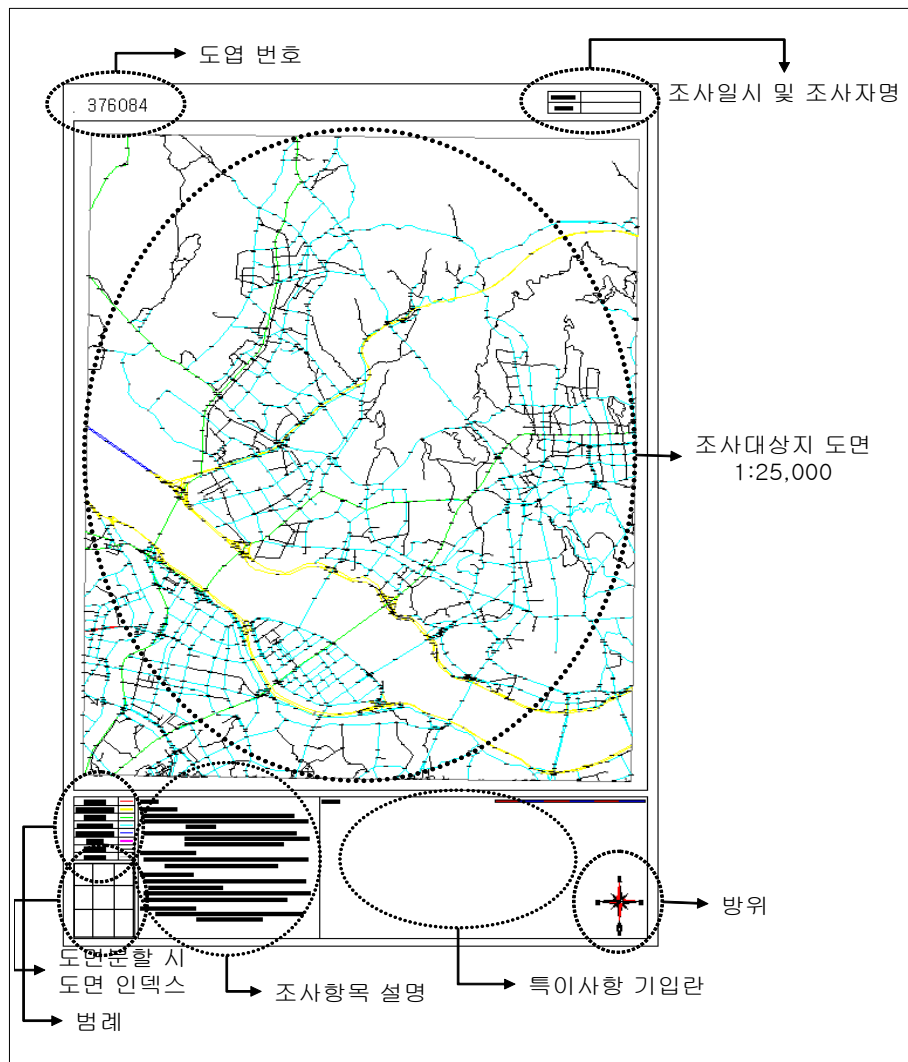 도엽 번호
376084
조사일시 및 조사자명
조사대상지 도면
1:25,000
방위
도면분할 시
도면 인덱스
조사항목 설명
특이사항 기입란
범례